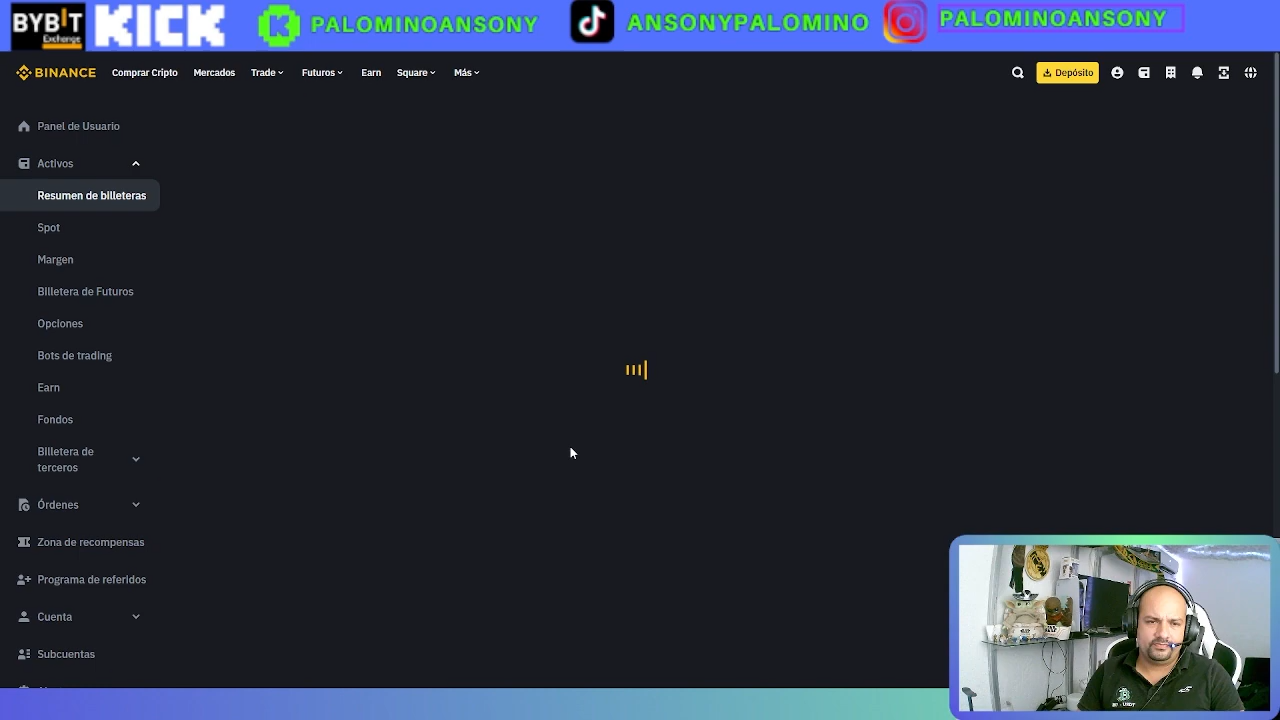 BYBIT
Exchange
KICK
PALOMINOANSONY
ANSONYPALOMINO
PALOMINOANSONY
BINANCE
Comprar Cripto
Mercados
Trade
Futuros
Earn
Square
Más
Depósito
Panel de Usuario
Activos
Resumen de billeteras
Spot
Margen
Billetera de Futuros
Opciones
Bots de trading
Earn
Fondos
Billetera de
terceros
Órdenes
Zona de recompensas
Programa de referidos
Cuenta
Subcuentas